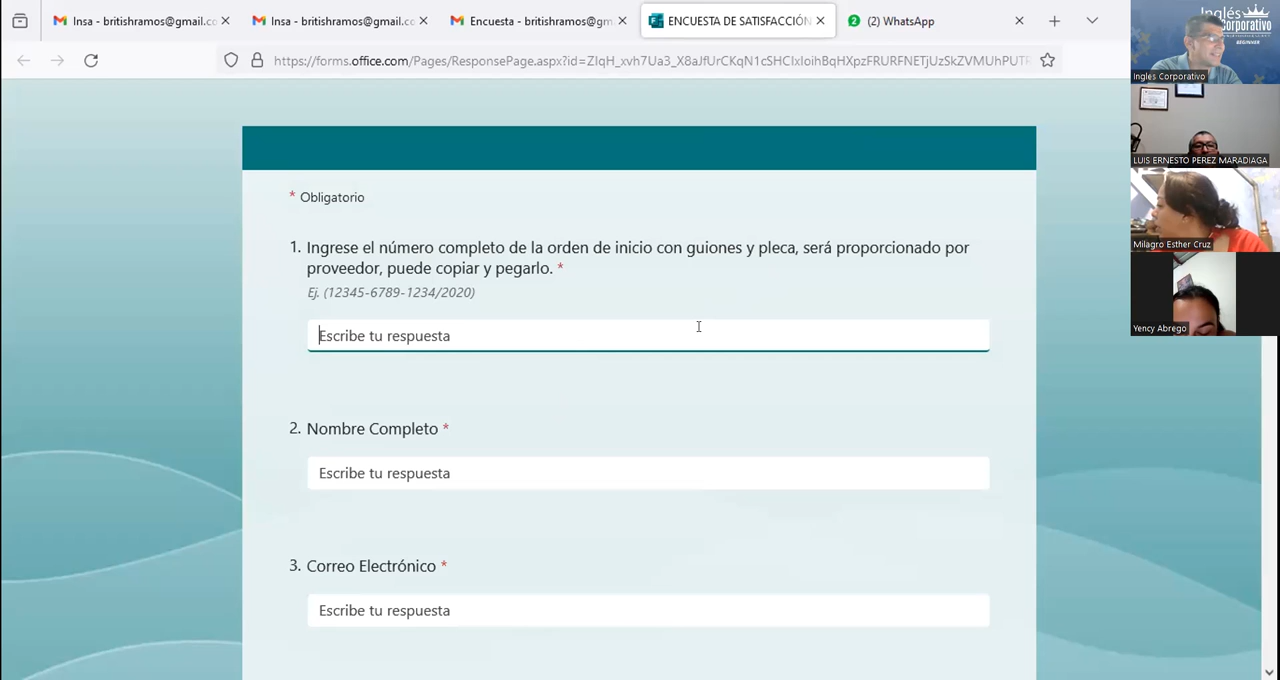 Insa - britishramos@gmail.co
Insa - britishramos@gmail.co
Encuesta - britishramos@gm
ENCUESTA DE SATISFACCIÓN
(2) WhatsApp
https://forms.office.com/Pages/ResponsePage.aspx?id=ZIqH_xvh7Ua3_X8aJfUrCKqN1cSHClxIoihBqHXpzFRURFNETjUzSkZVMUhPUTR
Inglés
Corporativo
BEGINNER
Ingles Corporativo
LUIS ERNESTO PEREZ MARADIAGA
Milagro Esther Cruz
Yency Abrego
* Obligatorio
1. Ingrese el número completo de la orden de inicio con guiones y pleca, será proporcionado por
proveedor, puede copiar y pegarlo. *
Ej. (12345-6789-1234/2020)
Escribe tu respuesta
2. Nombre Completo *
Escribe tu respuesta
3. Correo Electrónico *
Escribe tu respuesta